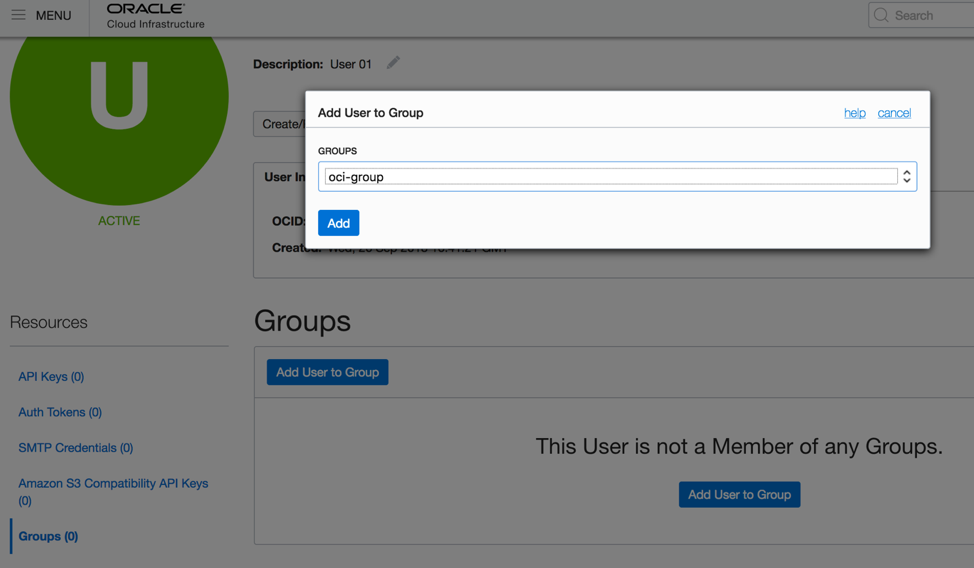 MENU
ORACLE
Cloud Infrastructure
Search
U
ACTIVE
Description: User 01
Create/
Add User to Group
help
cancel
GROUPS
oci-group
Add
User In
OCID:
Created:
Resources
API Keys (0)
Auth Tokens (0)
SMTP Credentials (0)
Amazon S3 Compatibility API Keys
(0)
Groups (0)
Groups
Add User to Group
This User is not a Member of any Groups.
Add User to Group